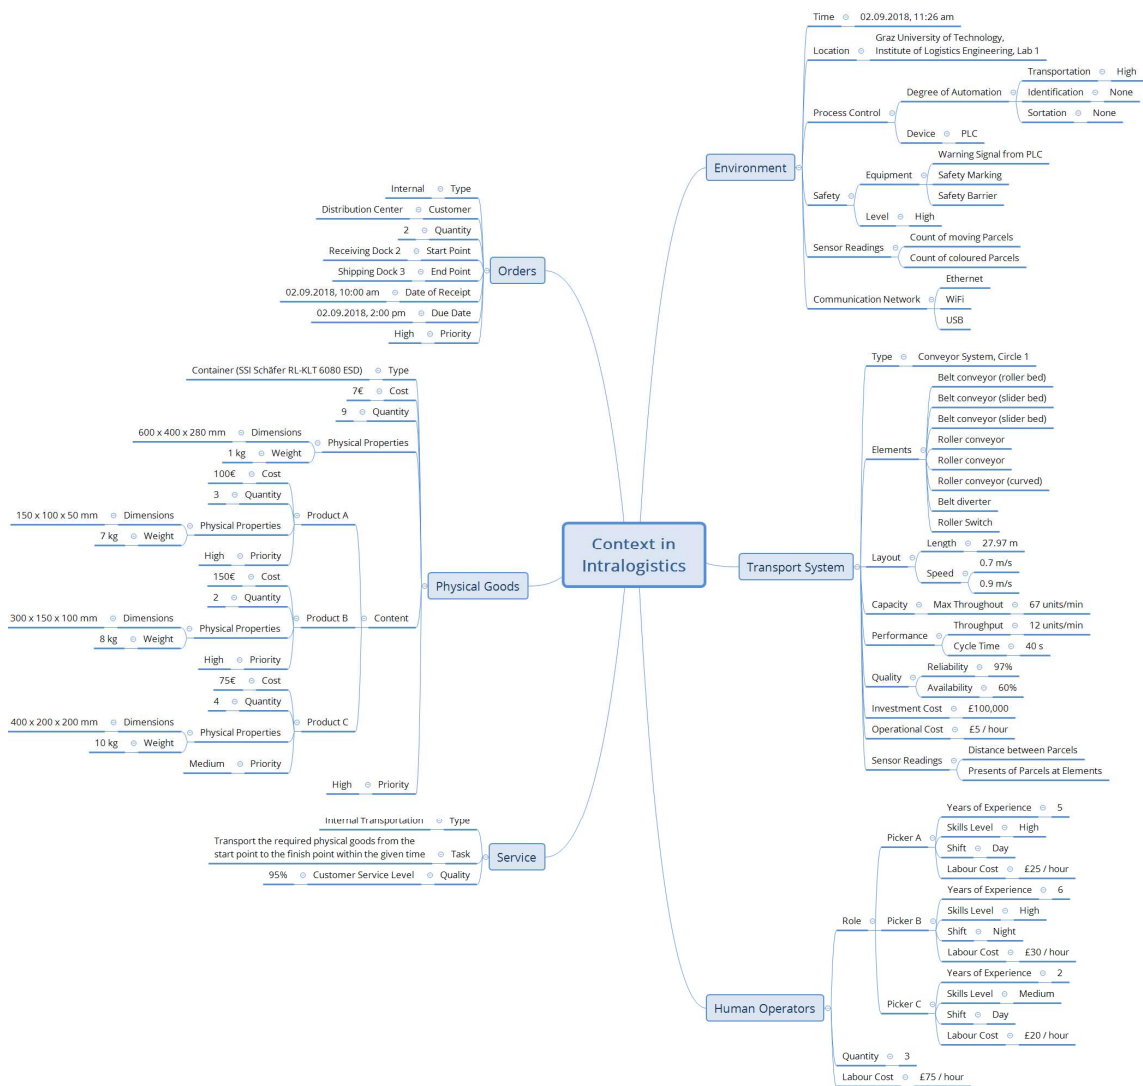 Context in
Intralogistics
Environment
Time
02.09.2018, 11:26 am
Location
Graz University of Technology,
Institute of Logistics Engineering, Lab 1
Process Control
Degree of Automation
Transportation
High
Identification
None
Sortation
None
Device
PLC
Safety
Equipment
Warning Signal from PLC
Safety Marking
Safety Barrier
Level
High
Sensor Readings
Count of moving Parcels
Count of coloured Parcels
Communication Network
Ethernet
WiFi
USB
Transport System
Type
Conveyor System, Circle 1
Elements
Belt conveyor (roller bed)
Belt conveyor (slider bed)
Belt conveyor (slider bed)
Roller conveyor
Roller conveyor
Roller conveyor (curved)
Belt diverter
Roller Switch
Layout
Length
27.97 m
Speed
0.7 m/s
0.9 m/s
Capacity
Max Throughout
67 units/min
Performance
Throughput
12 units/min
Cycle Time
40 s
Quality
Reliability
97%
Availability
60%
Investment Cost
£100,000
Operational Cost
£5 / hour
Sensor Readings
Distance between Parcels
Presents of Parcels at Elements
Human Operators
Role
Picker A
Years of Experience
5
Skills Level
High
Shift
Day
Labour Cost
£25 / hour
Picker B
Years of Experience
6
Skills Level
High
Shift
Night
Labour Cost
£30 / hour
Picker C
Years of Experience
2
Skills Level
Medium
Shift
Day
Labour Cost
£20 / hour
Quantity
3
Labour Cost
£75 / hour
Orders
Internal
Type
Distribution Center
Customer
2
Quantity
Receiving Dock 2
Start Point
Shipping Dock 3
End Point
02.09.2018, 10:00 am
Date of Receipt
02.09.2018, 2:00 pm
Due Date
High
Priority
Physical Goods
Container (SSI Schäfer RL-KLT 6080 ESD)
Type
7€
Cost
9
Quantity
600 x 400 x 280 mm
Dimensions
1 kg
Weight
Physical Properties
Content
Product A
100€
Cost
3
Quantity
150 x 100 x 50 mm
Dimensions
7 kg
Weight
Physical Properties
High
Priority
Product B
150€
Cost
2
Quantity
300 x 150 x 100 mm
Dimensions
8 kg
Weight
Physical Properties
High
Priority
Product C
75€
Cost
4
Quantity
400 x 200 x 200 mm
Dimensions
10 kg
Weight
Physical Properties
Medium
Priority
High
Priority
Service
Internal Transportation
Type
Transport the required physical goods from the
start point to the finish point within the given time
Task
95%
Customer Service Level
Quality